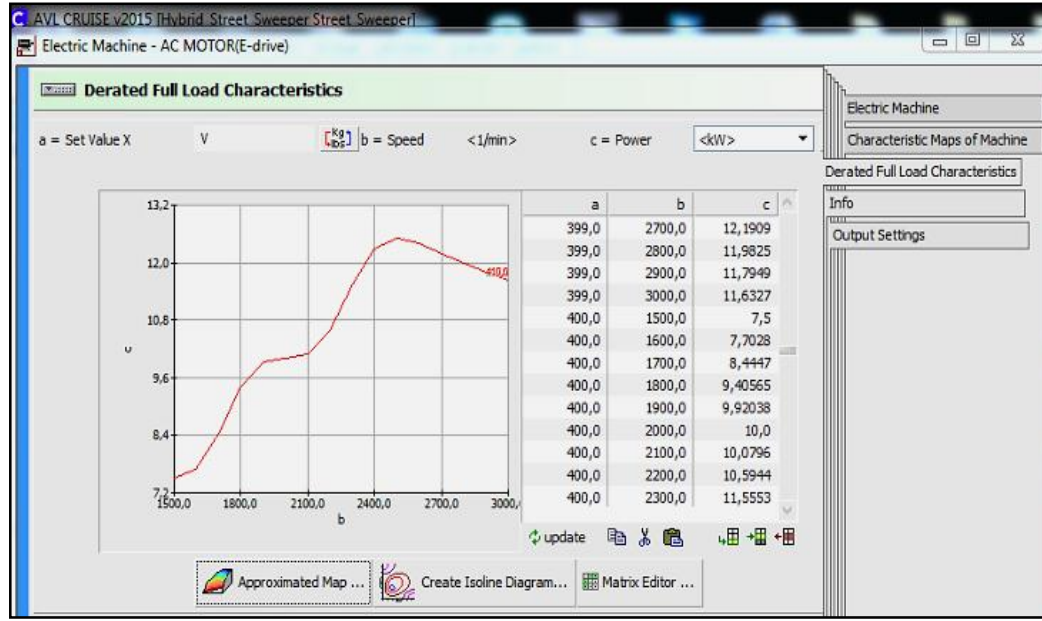 AVL CRUISE v2015 [Hybrid_Street_Sweeper Street_Sweeper]
Electric Machine - AC MOTOR(E-drive)
Derated Full Load Characteristics
a = Set Value X V Kg lbs b = Speed <1/min> c = Power <kW>
Electric Machine
Characteristic Maps of Machine
Derated Full Load Characteristics
Info
Output Settings
13,2
12,0
10,8
9,6
8,4
7,2
c
410,0
1500,0 1800,0 2100,0 2400,0 2700,0 3000,
b
a b c
399,0 2700,0 12,1909
399,0 2800,0 11,9825
399,0 2900,0 11,7949
399,0 3000,0 11,6327
400,0 1500,0 7,5
400,0 1600,0 7,7028
400,0 1700,0 8,4447
400,0 1800,0 9,40565
400,0 1900,0 9,92038
400,0 2000,0 10,0
400,0 2100,0 10,0796
400,0 2200,0 10,5944
400,0 2300,0 11,5553
update
Approximated Map ... Create Isoline Diagram... Matrix Editor ...